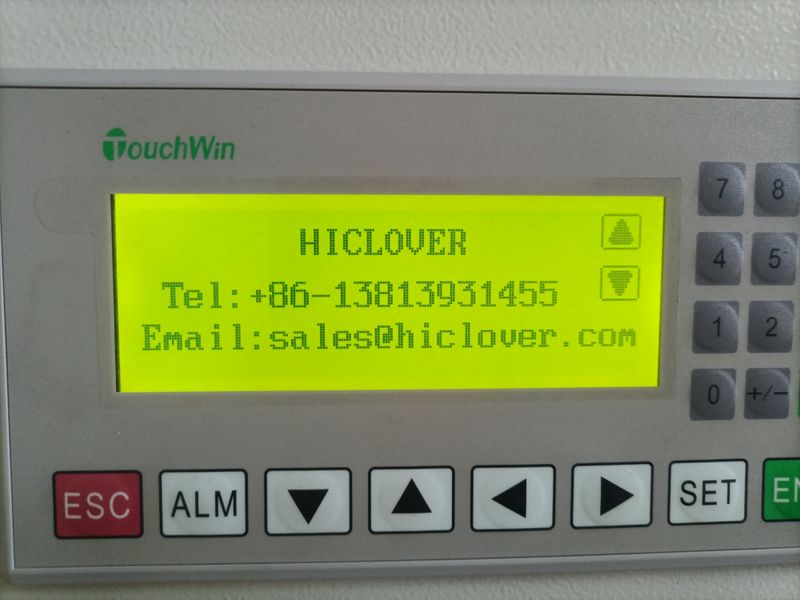 TouchWin
HICLOVER
Tel:+86-13813931455
Email:sales@hiclover.com
7 8
4 5
1 2
0 +/-
ESC ALM SET